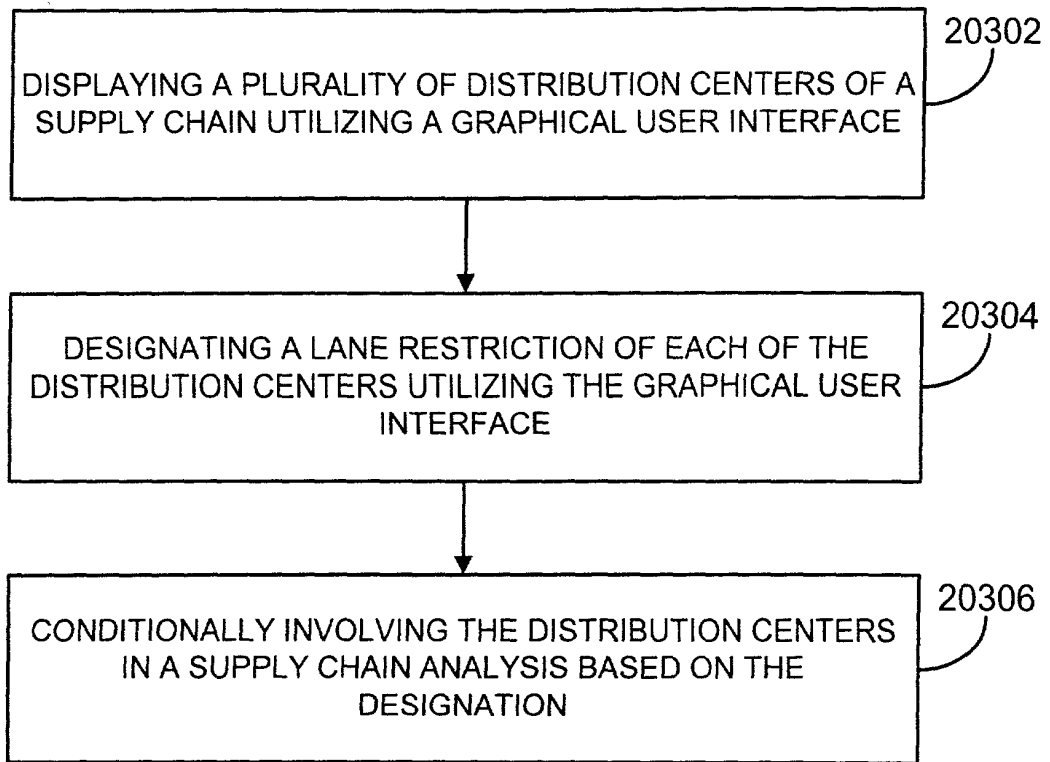 20302
DISPLAYING A PLURALITY OF DISTRIBUTION CENTERS OF A
SUPPLY CHAIN UTILIZING A GRAPHICAL USER INTERFACE
20304
DESIGNATING A LANE RESTRICTION OF EACH OF THE
DISTRIBUTION CENTERS UTILIZING THE GRAPHICAL USER
INTERFACE
20306
CONDITIONALLY INVOLVING THE DISTRIBUTION CENTERS
IN A SUPPLY CHAIN ANALYSIS BASED ON THE
DESIGNATION